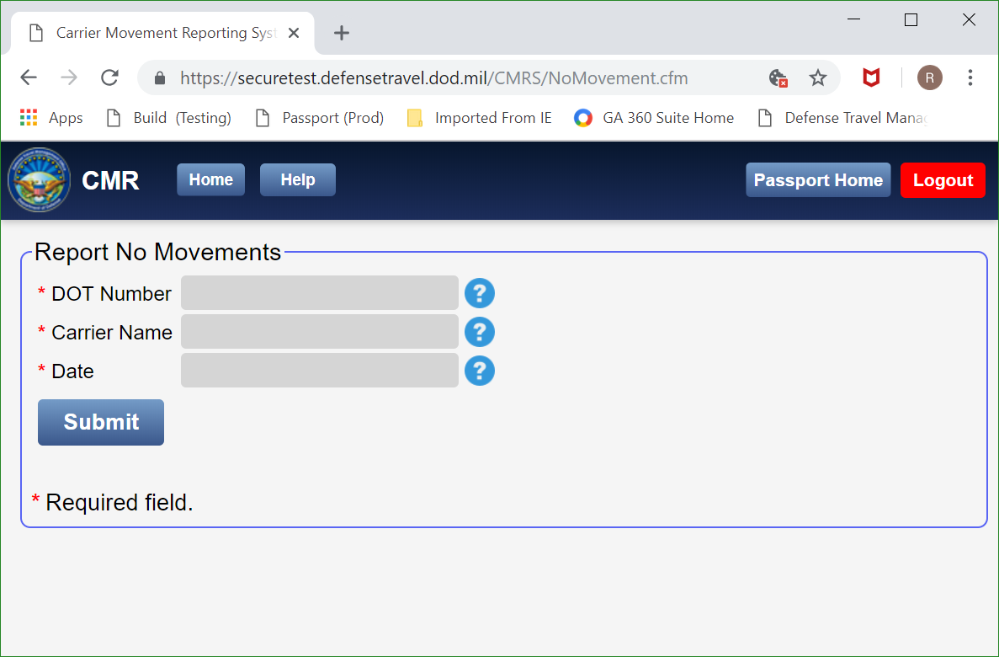 Carrier Movement Reporting Syst
https://securetest.defensetravel.dod.mil/CMRS/NoMovement.cfm
R
Apps Build (Testing) Passport (Prod) Imported From IE GA 360 Suite Home Defense Travel Manag
CMR Home Help Passport Home Logout
Report No Movements
* DOT Number ?
* Carrier Name ?
* Date ?
Submit
* Required field.